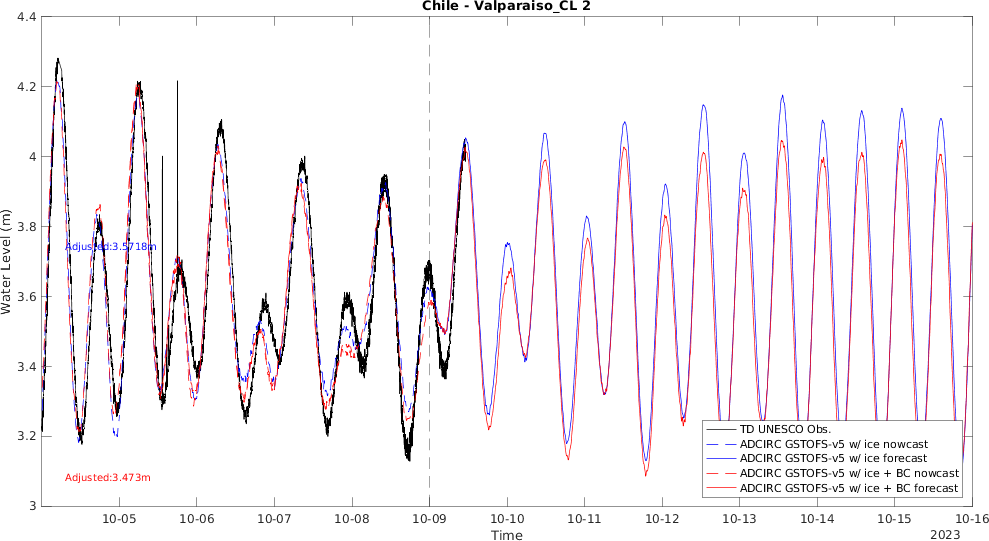 Chile - Valparaiso_CL 2
4.4
4.2
4
3.8
3.6
3.4
3.2
3
Water Level (m)
Adjusted:3.5718m
Adjusted:3.473m
TD UNESCO Obs.
ADCIRC GSTOFS-v5 w/ ice nowcast
ADCIRC GSTOFS-v5 w/ ice forecast
ADCIRC GSTOFS-v5 w/ ice + BC nowcast
ADCIRC GSTOFS-v5 w/ ice + BC forecast
10-05 10-06 10-07 10-08 10-09 10-10 10-11 10-12 10-13 10-14 10-15 10-16
Time
2023